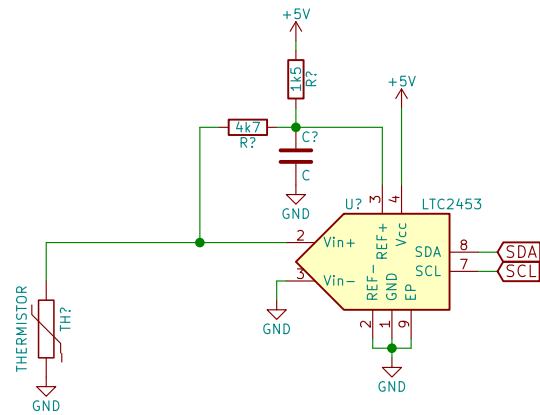 +5V
1k5
R?
+5V
4k7
R?
C?
C
GND
U?
LTC2453
3
4
REF+
Vcc
2
Vin+
SDA
8
SDA
SCL
7
SCL
3
Vin-
REF-
GND
EP
2
1
9
GND
GND
THERMISTOR
TH?
GND